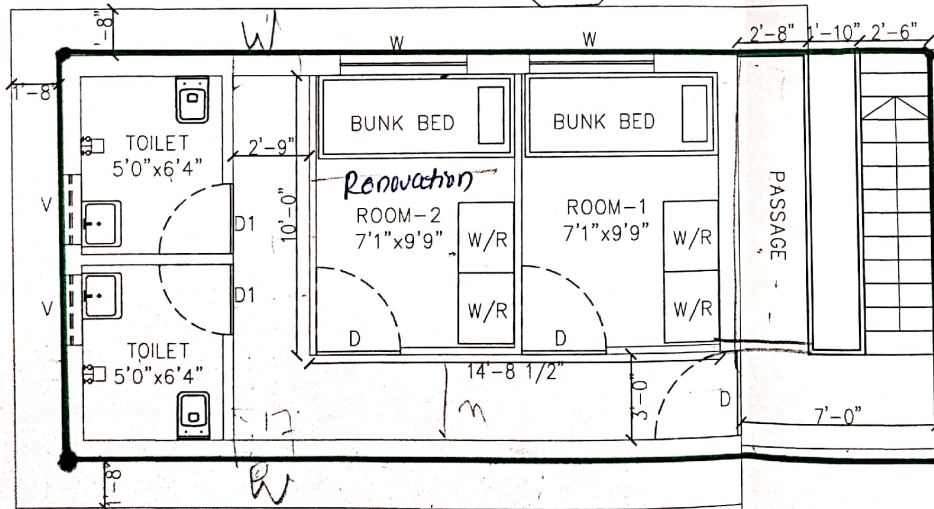 1'-8"
W
W
W
2'-8"
1'-10"
2'-6"
1'-8"
TOILET
5'0"x6'4"
2'-9"
BUNK BED
BUNK BED
Renovation
V
D1
10'-0"
ROOM-2
7'1"x9'9"
W/R
ROOM-1
7'1"x9'9"
W/R
PASSAGE
V
D1
W/R
W/R
D
D
TOILET
5'0"x6'4"
14'-8 1/2"
3'-0"
D
7'-0"
1'-8"
W